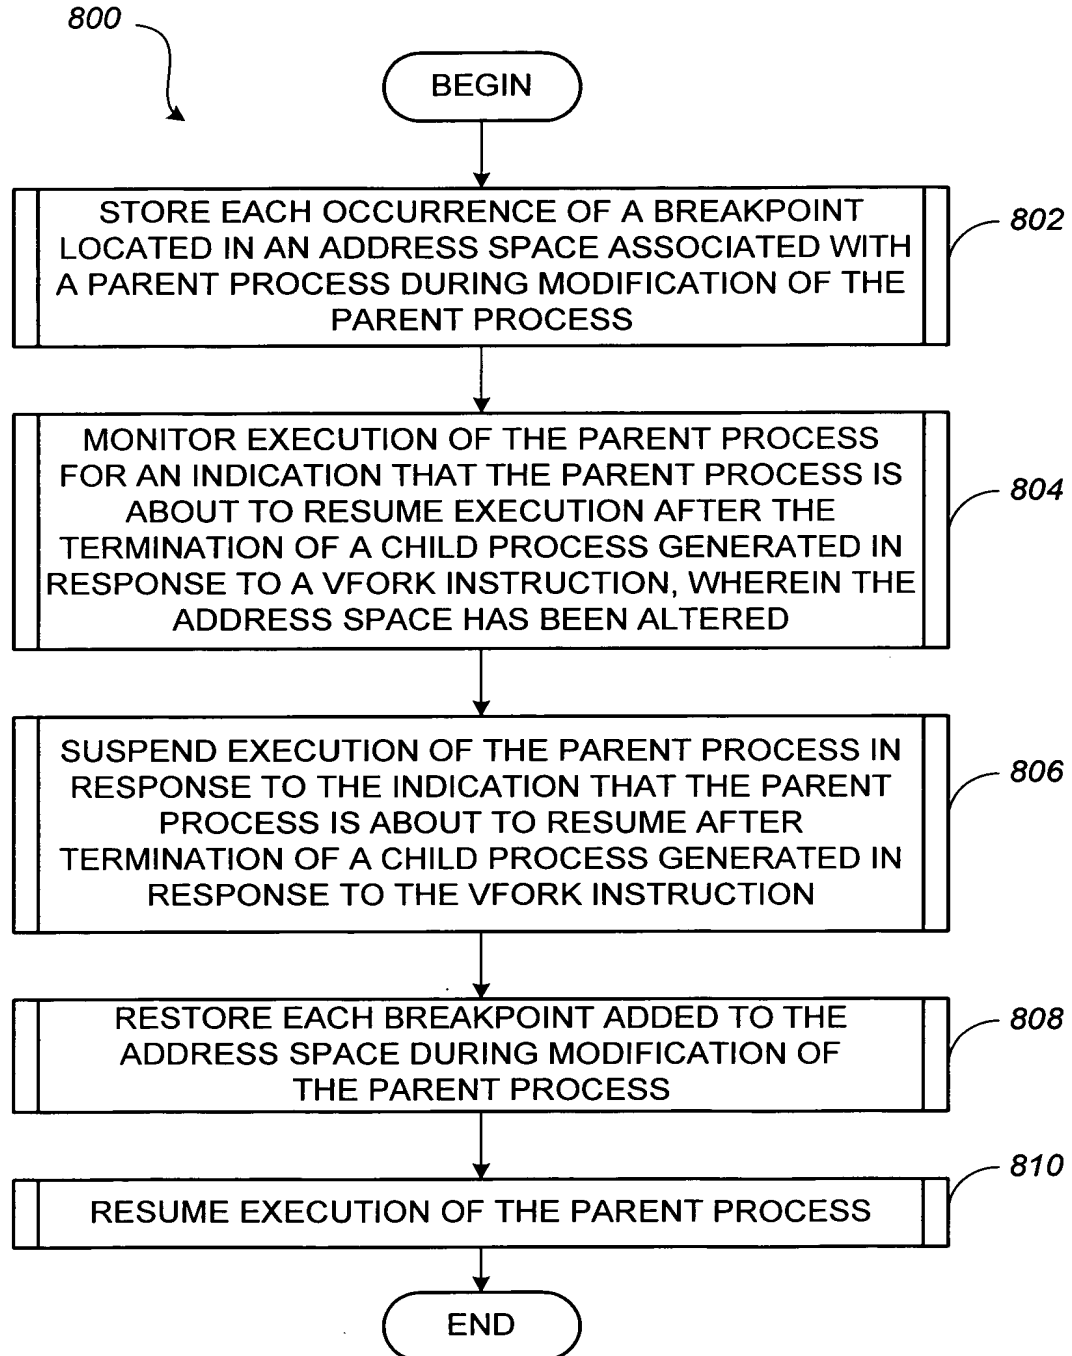 800
BEGIN
STORE EACH OCCURRENCE OF A BREAKPOINT
LOCATED IN AN ADDRESS SPACE ASSOCIATED WITH
A PARENT PROCESS DURING MODIFICATION OF THE
PARENT PROCESS
802
MONITOR EXECUTION OF THE PARENT PROCESS
FOR AN INDICATION THAT THE PARENT PROCESS IS
ABOUT TO RESUME EXECUTION AFTER THE
TERMINATION OF A CHILD PROCESS GENERATED IN
RESPONSE TO A VFORK INSTRUCTION, WHEREIN THE
ADDRESS SPACE HAS BEEN ALTERED
804
SUSPEND EXECUTION OF THE PARENT PROCESS IN
RESPONSE TO THE INDICATION THAT THE PARENT
PROCESS IS ABOUT TO RESUME AFTER
TERMINATION OF A CHILD PROCESS GENERATED IN
RESPONSE TO THE VFORK INSTRUCTION
806
RESTORE EACH BREAKPOINT ADDED TO THE
ADDRESS SPACE DURING MODIFICATION OF
THE PARENT PROCESS
808
RESUME EXECUTION OF THE PARENT PROCESS
810
END